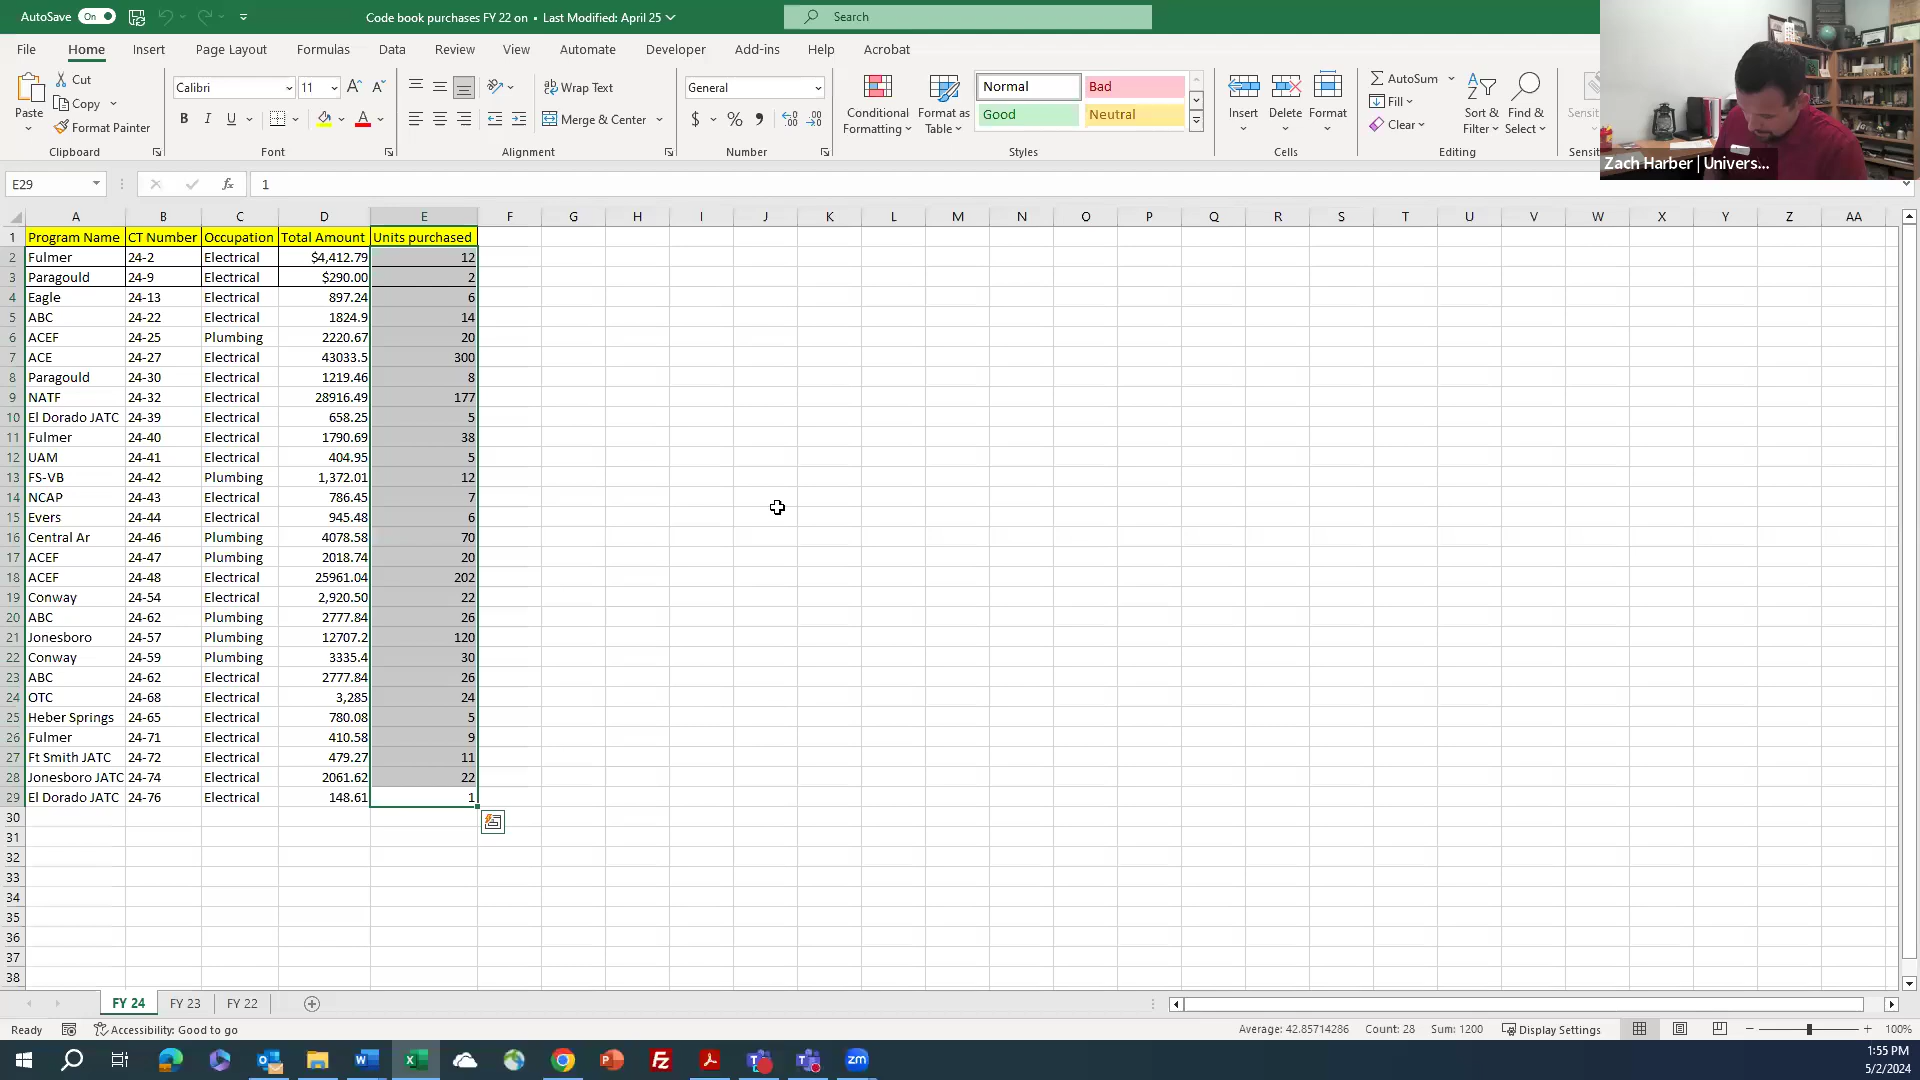 AutoSave On Code book purchases FY 22 on • Last Modified: April 25 Search
File Home Insert Page Layout Formulas Data Review View Automate Developer Add-ins Help Acrobat
Paste Cut Copy Format Painter Clipboard
Calibri 11 B I U A Font
Wrap Text Merge & Center Alignment
General $ % Number
Conditional Formatting Format as Table Normal Bad Good Neutral Styles
Insert Delete Format Cells
AutoSum Fill Clear Sort & Filter Find & Select Editing
Zach Harber | Univers...
E29 fx 1
A B C D E F G H I J K L M N O P Q R S T U V W X Y Z AA
1 Program Name CT Number Occupation Total Amount Units purchased
2 Fulmer 24-2 Electrical $4,412.79 12
3 Paragould 24-9 Electrical $290.00 2
4 Eagle 24-13 Electrical 897.24 6
5 ABC 24-22 Electrical 1824.9 14
6 ACEF 24-25 Plumbing 2220.67 20
7 ACE 24-27 Electrical 43033.5 300
8 Paragould 24-30 Electrical 1219.46 8
9 NATF 24-32 Electrical 28916.49 177
10 El Dorado JATC 24-39 Electrical 658.25 5
11 Fulmer 24-40 Electrical 1790.69 38
12 UAM 24-41 Electrical 404.95 5
13 FS-VB 24-42 Plumbing 1,372.01 12
14 NCAP 24-43 Electrical 786.45 7
15 Evers 24-44 Electrical 945.48 6
16 Central Ar 24-46 Plumbing 4078.58 70
17 ACEF 24-47 Plumbing 2018.74 20
18 ACEF 24-48 Electrical 25961.04 202
19 Conway 24-54 Electrical 2,920.50 22
20 ABC 24-62 Plumbing 2777.84 26
21 Jonesboro 24-57 Plumbing 12707.2 120
22 Conway 24-59 Plumbing 3335.4 30
23 ABC 24-62 Electrical 2777.84 26
24 OTC 24-68 Electrical 3,285 24
25 Heber Springs 24-65 Electrical 780.08 5
26 Fulmer 24-71 Electrical 410.58 9
27 Ft Smith JATC 24-72 Electrical 479.27 11
28 Jonesboro JATC 24-74 Electrical 2061.62 22
29 El Dorado JATC 24-76 Electrical 148.61 1
30
31
32
33
34
35
36
37
38
FY 24 FY 23 FY 22
Ready Accessibility: Good to go Average: 42.85714286 Count: 28 Sum: 1200 Display Settings 100%
1:55 PM
5/2/2024